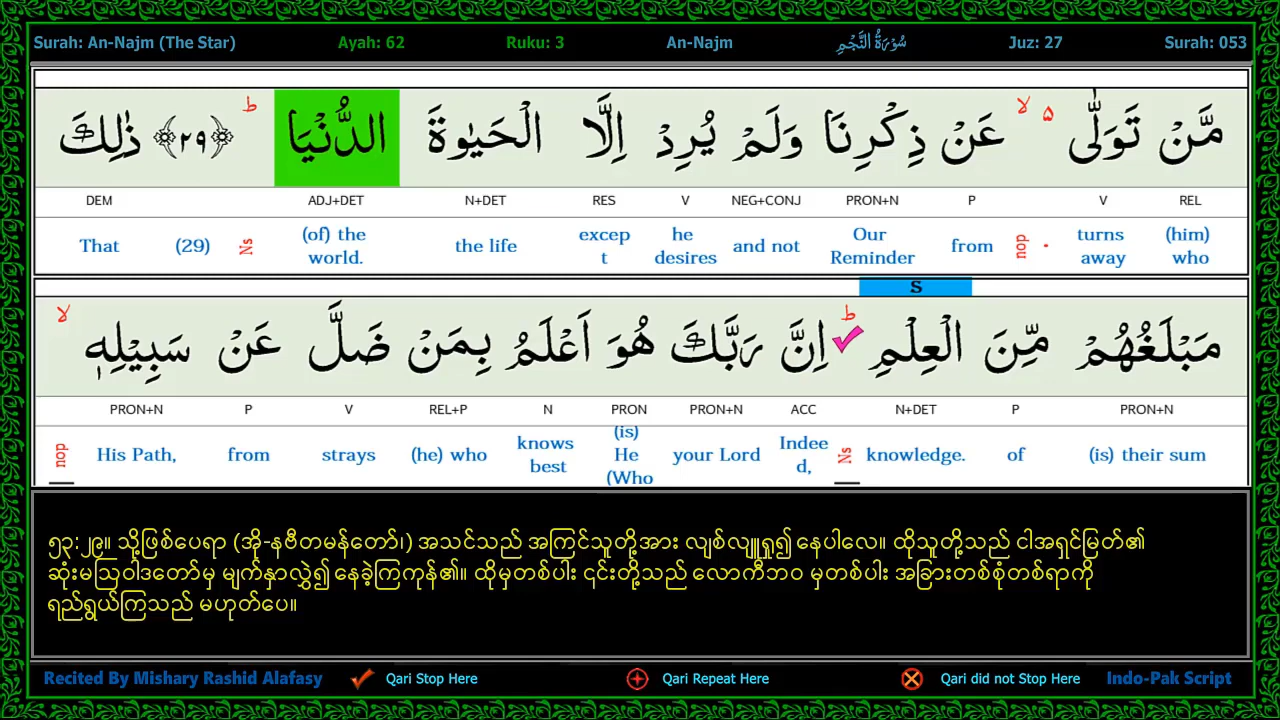 Surah: An-Najm (The Star) Ayah: 62 Ruku: 3 An-Najm سُوْرَةُ النَّجْمِ Juz: 27 Surah: 053
مَّنْ تَوَلّٰى ۵ لا عَنْ ذِكْرِنَا وَلَمْ يُرِدْ اِلَّا الْحَيٰوةَ الدُّنْيَا ط ﴿٢٩﴾ ذٰلِكَ
DEM ADJ+DET N+DET RES V NEG+CONJ PRON+N P V REL
That (29) Ns (of) the world. the life except he desires and not Our Reminder from nop . turns away (him) who
S
مَبْلَغُهُمْ مِّنَ الْعِلْمِ ط اِنَّ رَبَّكَ هُوَ اَعْلَمُ بِمَنْ ضَلَّ عَنْ سَبِيْلِهٖ لا
PRON+N P V REL+P N PRON PRON+N ACC N+DET P PRON+N
nop His Path, from strays (he) who knows best (is) He (Who your Lord Indeed, Ns knowledge. of (is) their sum
၅၃:၂၉။ သို့ဖြစ်ပေရာ (အို-နဗီတမန်တော်၊) အသင်သည် အကြင်သူတို့အား လျစ်လျူရှု၍ နေပါလေ။ ထိုသူတို့သည် ငါအရှင်မြတ်၏
ဆုံးမဩဝါဒတော်မှ မျက်နှာလွှဲ၍ နေခဲ့ကြကုန်၏။ ထိုမှတစ်ပါး ၎င်းတို့သည် လောကီဘဝ မှတစ်ပါး အခြားတစ်စုံတစ်ရာကို
ရည်ရွယ်ကြသည် မဟုတ်ပေ။
Recited By Mishary Rashid Alafasy Qari Stop Here Qari Repeat Here Qari did not Stop Here Indo-Pak Script